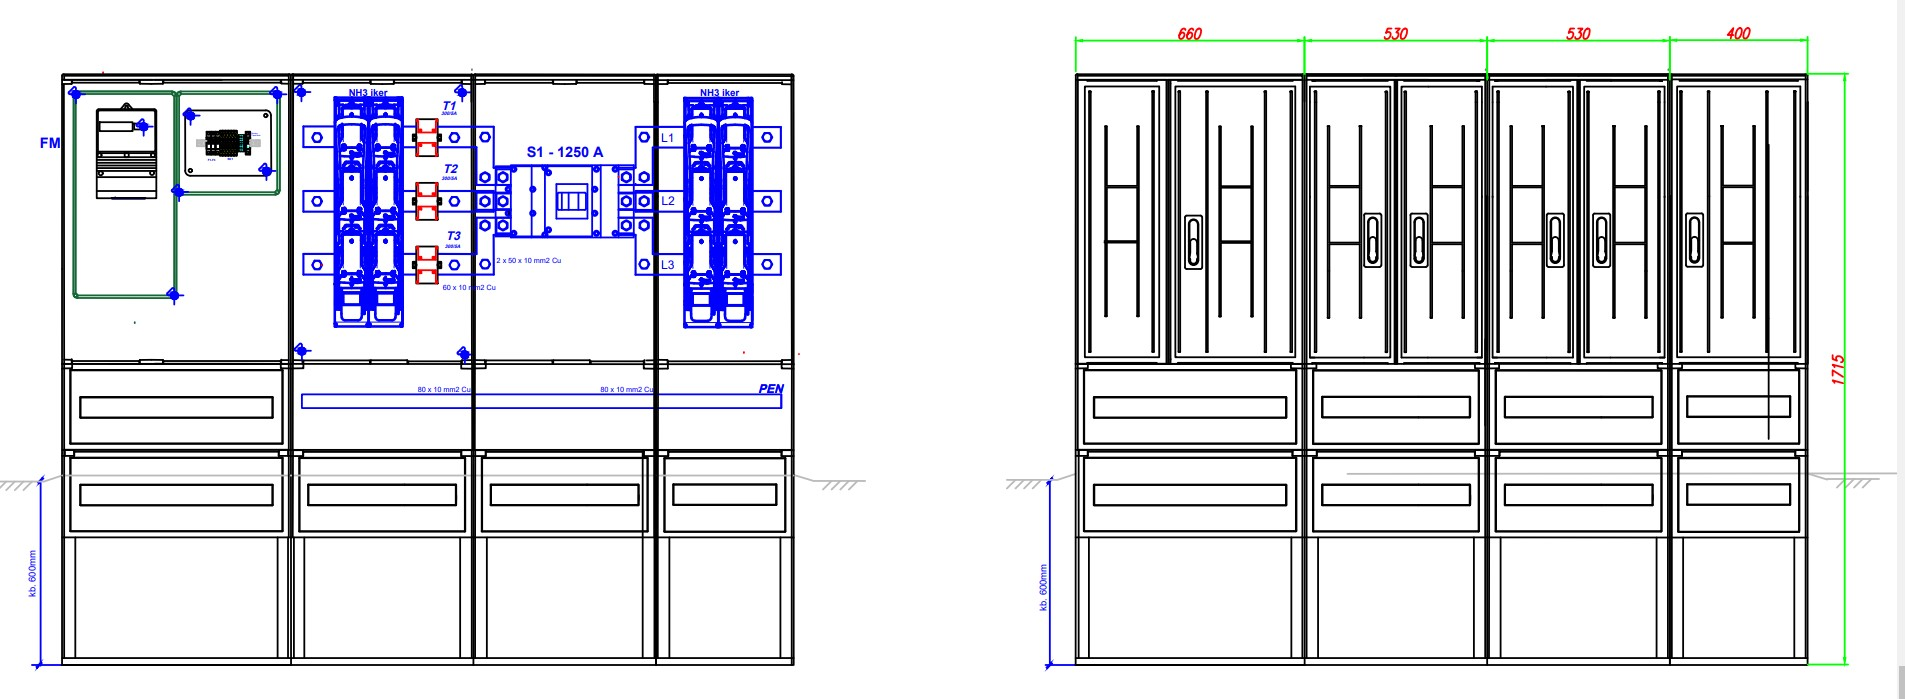 FM
NH3 iker
T1
300/5A
T2
300/5A
T3
300/5A
S1 - 1250 A
NH3 iker
L1
L2
L3
2 x 50 x 10 mm2 Cu
60 x 10 mm2 Cu
80 x 10 mm2 Cu
80 x 10 mm2 Cu
PEN
kb. 600mm
660
530
530
400
1715
kb. 600mm